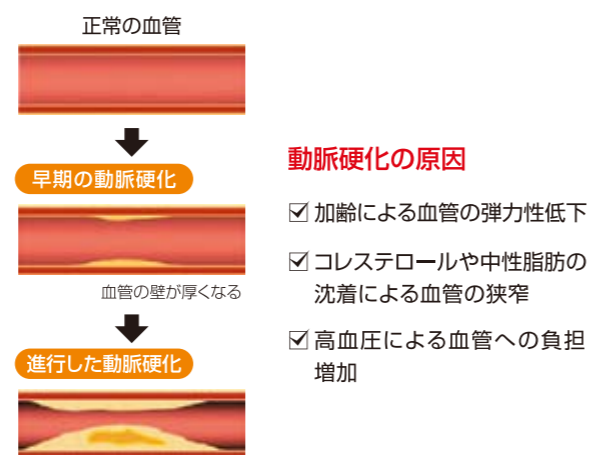 正常の血管
早期の動脈硬化
血管の壁が厚くなる
進行した動脈硬化
動脈硬化の原因
☑加齢による血管の弾力性低下
☑コレステロールや中性脂肪の
沈着による血管の狭窄
☑高血圧による血管への負担
増加